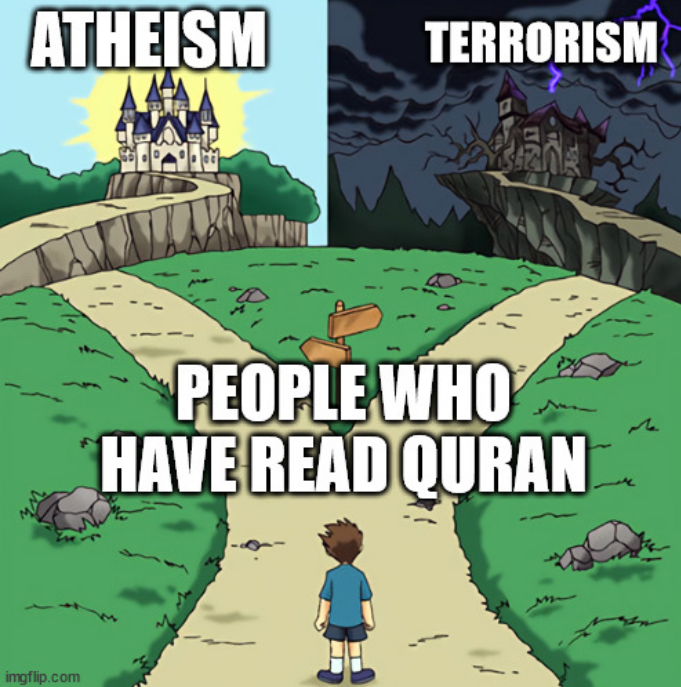 ATHEISM
TERRORISM
PEOPLE WHO
HAVE READ QURAN
imgflip.com